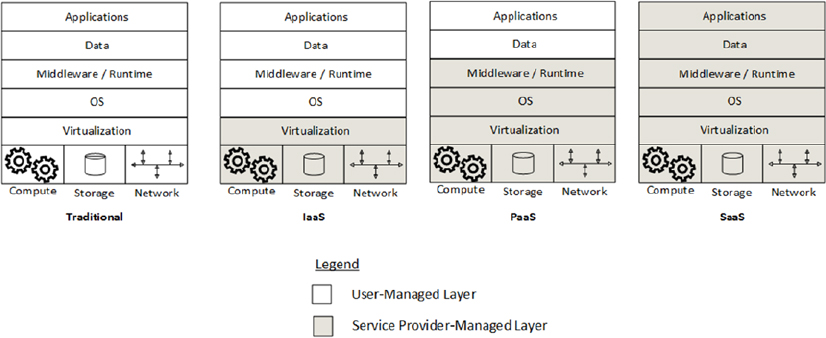 Applications
Data
Middleware / Runtime
OS
Virtualization
Compute
Storage
Network
Traditional
Applications
Data
Middleware / Runtime
OS
Virtualization
Compute
Storage
Network
IaaS
Applications
Data
Middleware / Runtime
OS
Virtualization
Compute
Storage
Network
PaaS
Applications
Data
Middleware / Runtime
OS
Virtualization
Compute
Storage
Network
SaaS
Legend
User-Managed Layer
Service Provider-Managed Layer